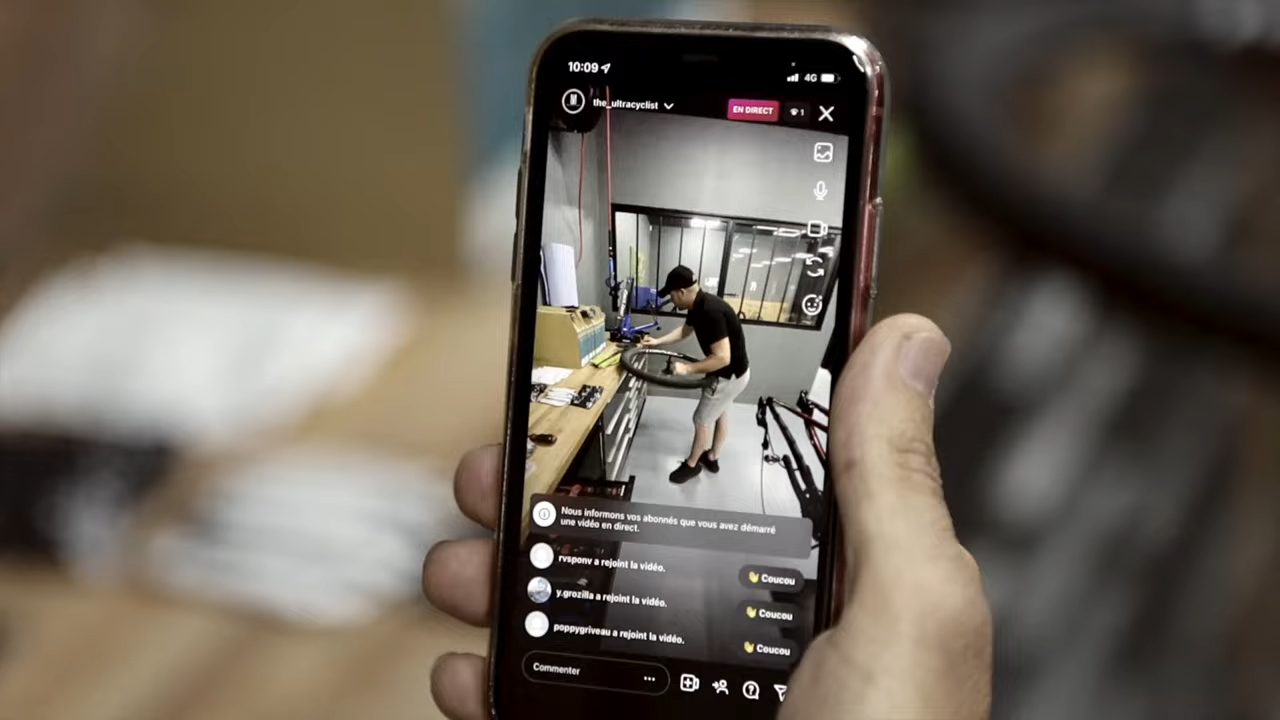 10:09
4G
the_ultracyclist
EN DIRECT
1
Nous informons vos abonnés que vous avez démarré
une vidéo en direct.
rvsponv a rejoint la vidéo.
👋 Coucou
y.grozilla a rejoint la vidéo.
👋 Coucou
poppygriveau a rejoint la vidéo.
👋 Coucou
Commenter